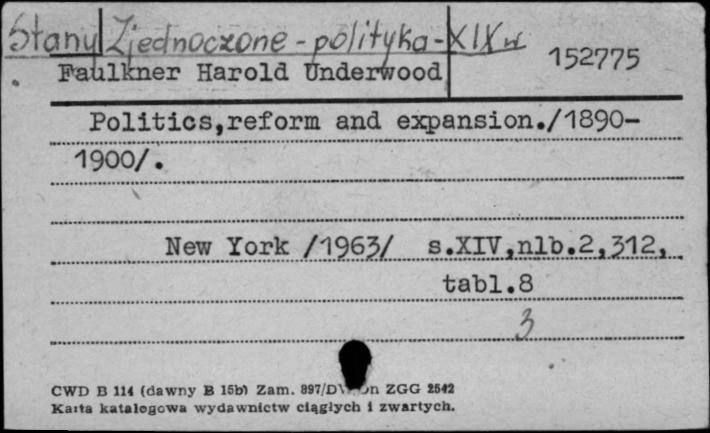 Stany Zjednoczone - polityka - XIX w
152775
Faulkner Harold Underwood
Politics,reform and expansion./1890-
1900/.
New York /1963/ s.XIV,nlb.2,312,
tabl.8
3
CWD B 114 (dawny B 15b) Zam. 897/ ZGG 2542
Karta katalogowa wydawnictw ciągłych i zwartych.